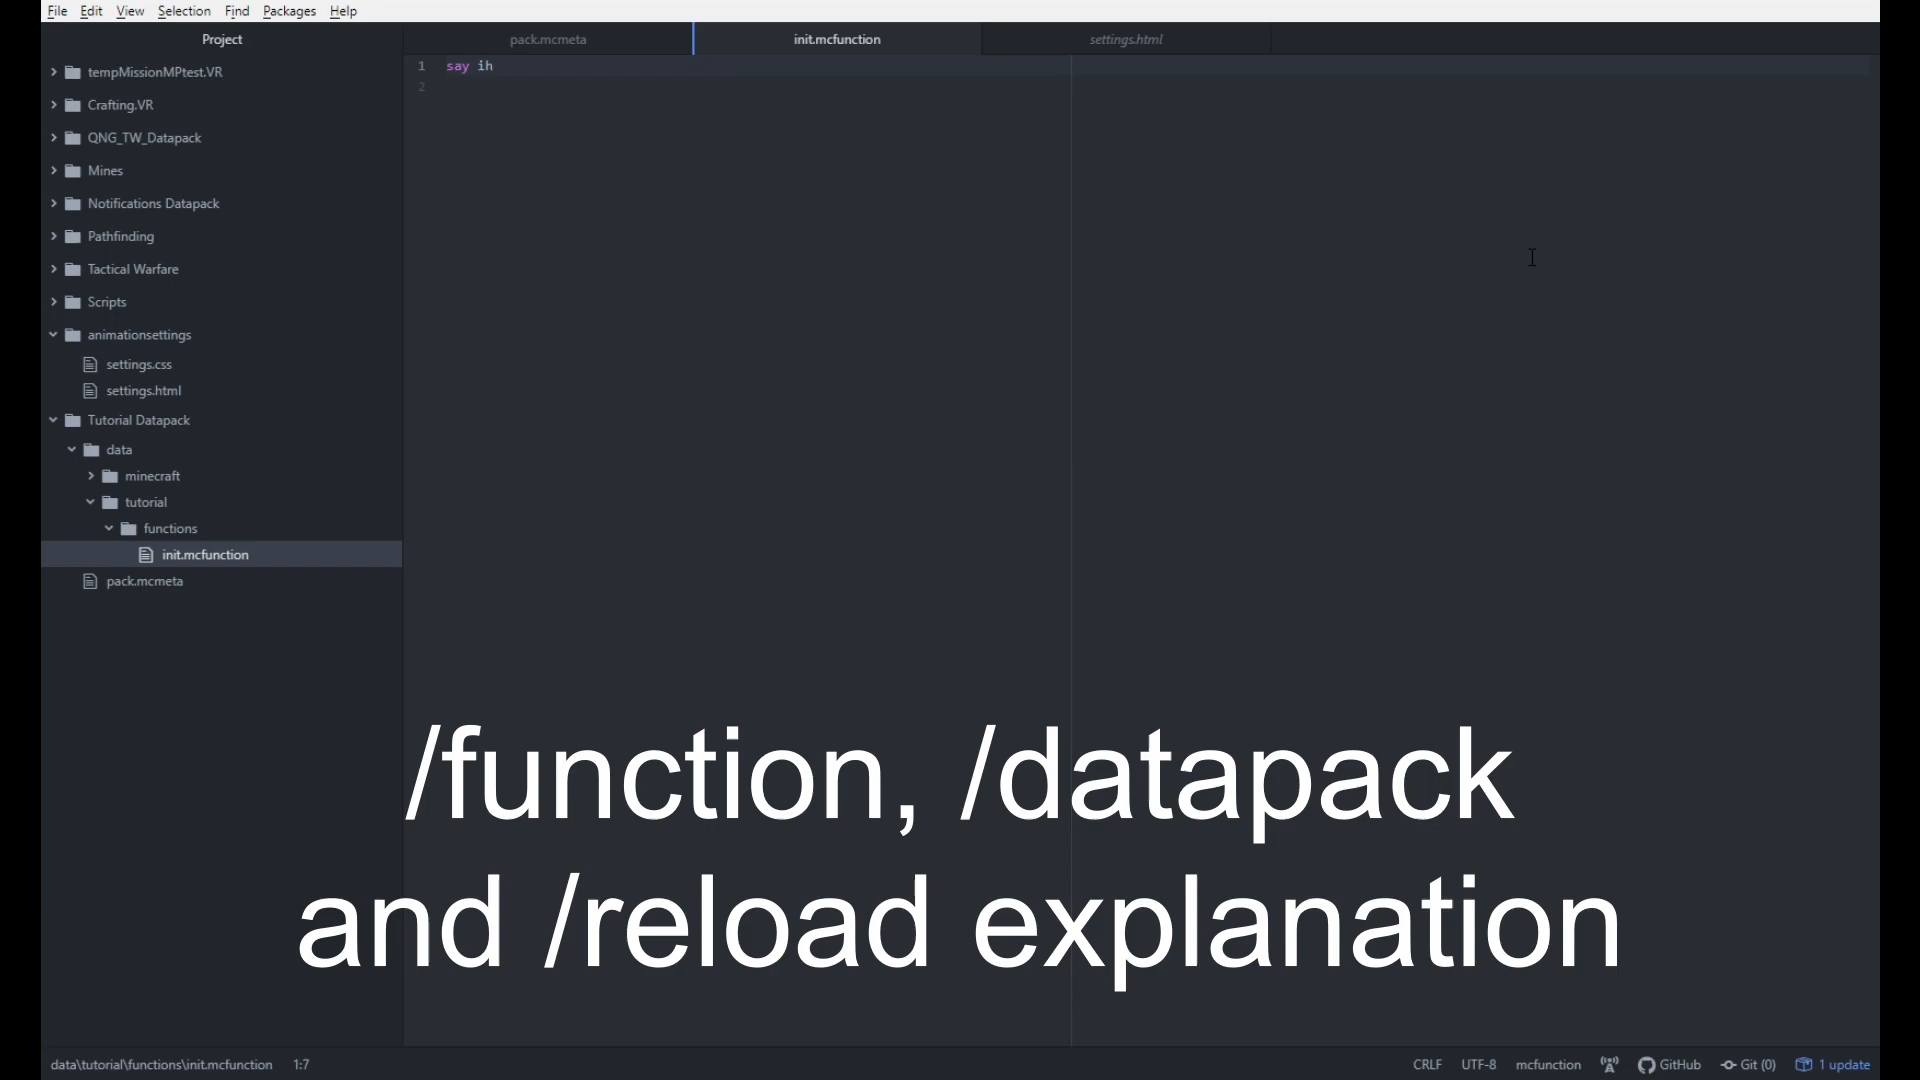 File Edit View Selection Find Packages Help
Project
pack.mcmeta
init.mcfunction
settings.html
tempMissionMPtest.VR
Crafting.VR
QNG_TW_Datapack
Mines
Notifications Datapack
Pathfinding
Tactical Warfare
Scripts
animationsettings
settings.css
settings.html
Tutorial Datapack
data
minecraft
tutorial
functions
init.mcfunction
pack.mcmeta
1 say ih
2
/function, /datapack
and /reload explanation
data\tutorial\functions\init.mcfunction 1:7
CRLF UTF-8 mcfunction GitHub Git (0) 1 update